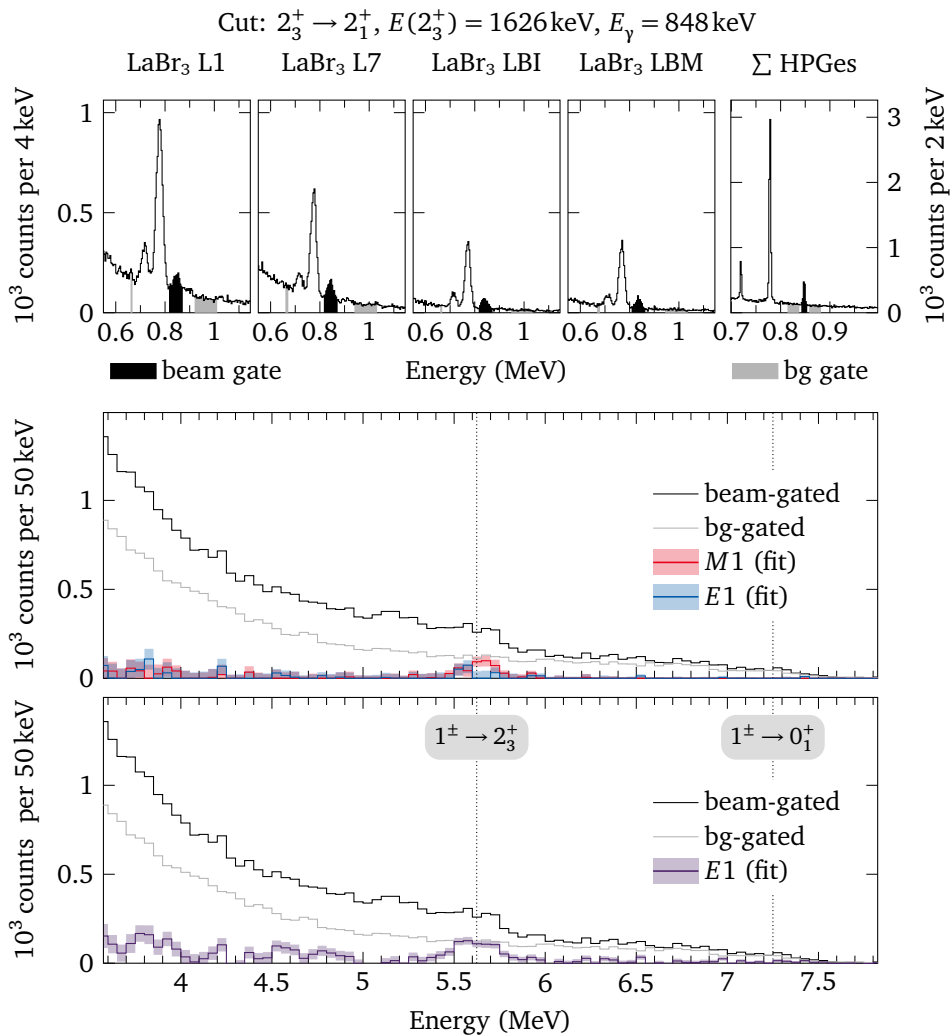 Cut: 2₃⁺ → 2₁⁺, E(2₃⁺) = 1626 keV, Eγ = 848 keV
LaBr₃ L1 LaBr₃ L7 LaBr₃ LBI LaBr₃ LBM ∑ HPGes
10³ counts per 4 keV
1
0.5
0
3
2
1
0
10³ counts per 2 keV
0.6 0.8 1 0.6 0.8 1 0.6 0.8 1 0.6 0.8 1 0.7 0.8 0.9
beam gate Energy (MeV) bg gate
10³ counts per 50 keV
1
0.5
0
beam-gated
bg-gated
M1 (fit)
E1 (fit)
10³ counts per 50 keV
1
0.5
0
1± → 2₃⁺ 1± → 0₁⁺
beam-gated
bg-gated
E1 (fit)
4 4.5 5 5.5 6 6.5 7 7.5
Energy (MeV)